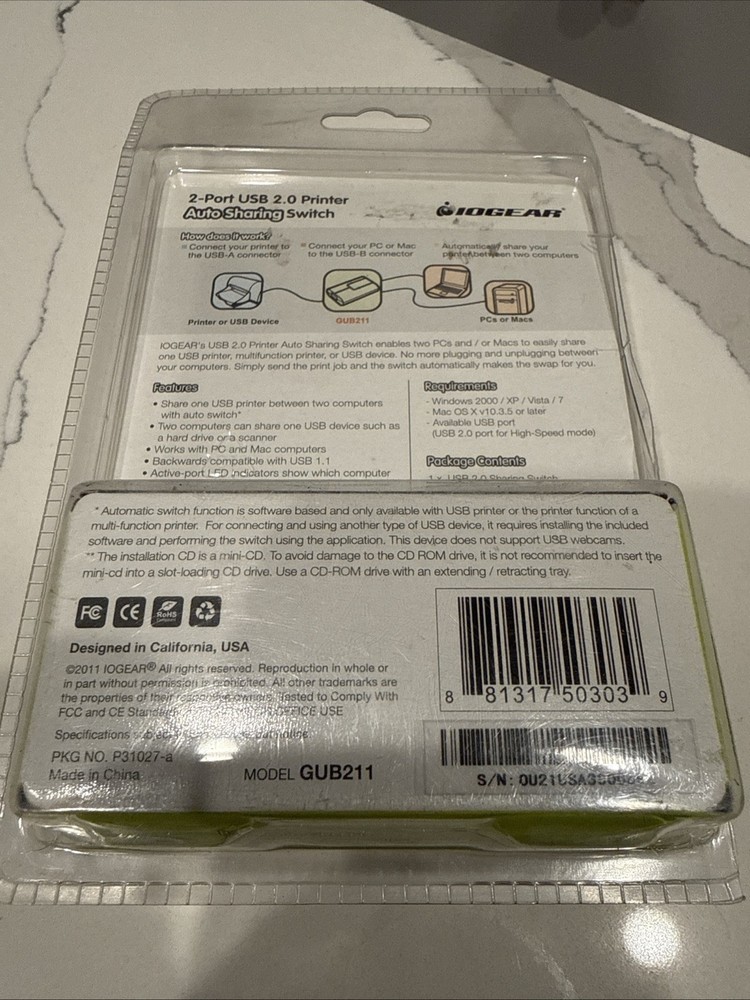 2-Port USB 2.0 Printer
Auto Sharing Switch
IOGEAR
How does it work?
Connect your printer to
the USB-A connector
Connect your PC or Mac
to the USB-B connector
Automatically share your
printer between two computers
Printer or USB Device
GUB211
PCs or Macs
IOGEAR's USB 2.0 Printer Auto Sharing Switch enables two PCs and / or Macs to easily share
one USB printer, multifunction printer, or USB device. No more plugging and unplugging between
your computers. Simply send the print job and the switch automatically makes the swap for you.
Features
• Share one USB printer between two computers
with auto switch*
• Two computers can share one USB device such as
a hard drive or a scanner
• Works with PC and Mac computers
• Backwards compatible with USB 1.1
• Active-port LED indicators show which computer
Requirements
- Windows 2000 / XP / Vista / 7
- Mac OS X v10.3.5 or later
- Available USB port
(USB 2.0 port for High-Speed mode)
Package Contents
1 x USB 2.0 Sharing Switch
* Automatic switch function is software based and only available with USB printer or the printer function of a
multi-function printer. For connecting and using another type of USB device, it requires installing the included
software and performing the switch using the application. This device does not support USB webcams.
** The installation CD is a mini-CD. To avoid damage to the CD ROM drive, it is not recommended to insert the
mini-cd into a slot-loading CD drive. Use a CD-ROM drive with an extending / retracting tray.
FC CE RoHS
Designed in California, USA
©2011 IOGEAR® All rights reserved. Reproduction in whole or
in part without permission is prohibited. All other trademarks are
the properties of their respective owners. Tested to Comply With
FCC and CE OFFICE USE
Specifications subject
PKG NO. P31027-a
Made in China
MODEL GUB211
8 81317 50303 9
S/N: